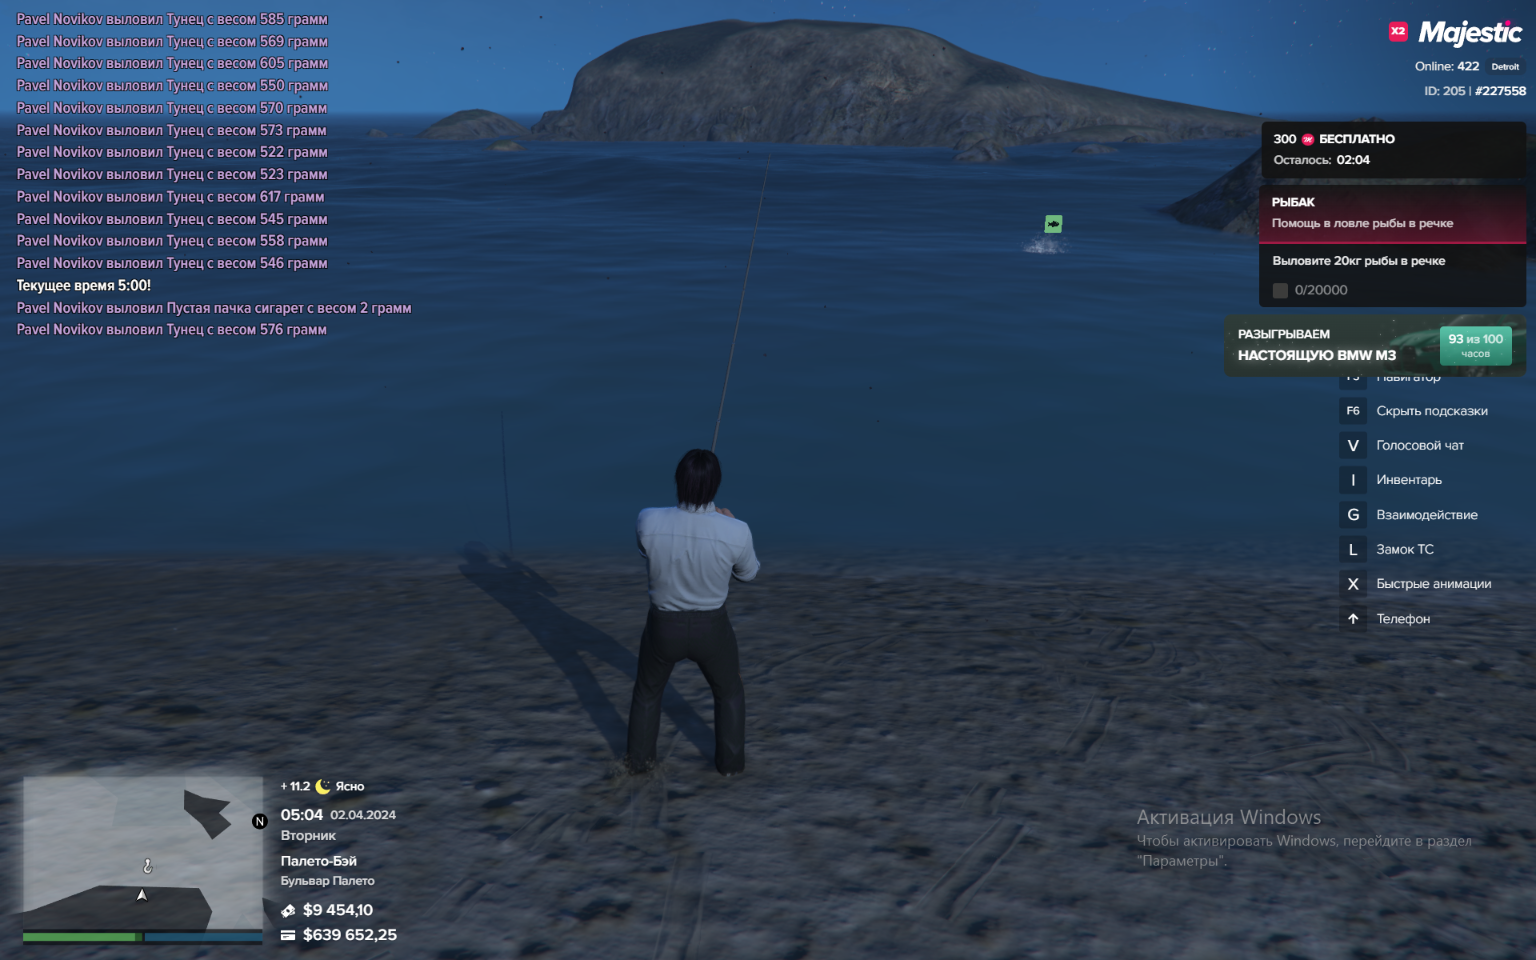 Pavel Novikov выловил Тунец с весом 585 грамм
Pavel Novikov выловил Тунец с весом 569 грамм
Pavel Novikov выловил Тунец с весом 605 грамм
Pavel Novikov выловил Тунец с весом 550 грамм
Pavel Novikov выловил Тунец с весом 570 грамм
Pavel Novikov выловил Тунец с весом 573 грамм
Pavel Novikov выловил Тунец с весом 522 грамм
Pavel Novikov выловил Тунец с весом 523 грамм
Pavel Novikov выловил Тунец с весом 617 грамм
Pavel Novikov выловил Тунец с весом 545 грамм
Pavel Novikov выловил Тунец с весом 558 грамм
Pavel Novikov выловил Тунец с весом 546 грамм
Текущее время 5:00!
Pavel Novikov выловил Пустая пачка сигарет с весом 2 грамм
Pavel Novikov выловил Тунец с весом 576 грамм
X2 Majestic
Online: 422 Detroit
ID: 205 | #227558
300 БЕСПЛАТНО
Осталось: 02:04
РЫБАК
Помощь в ловле рыбы в речке
Выловите 20кг рыбы в речке
0/20000
РАЗЫГРЫВАЕМ
НАСТОЯЩУЮ BMW M3
93 из 100
часов
Навигатор
F6 Скрыть подсказки
V Голосовой чат
I Инвентарь
G Взаимодействие
L Замок ТС
X Быстрые анимации
Телефон
+ 11.2 Ясно
05:04 02.04.2024
Вторник
N
Палето-Бэй
Бульвар Палето
$9 454,10
$639 652,25
Активация Windows
Чтобы активировать Windows, перейдите в раздел
"Параметры".